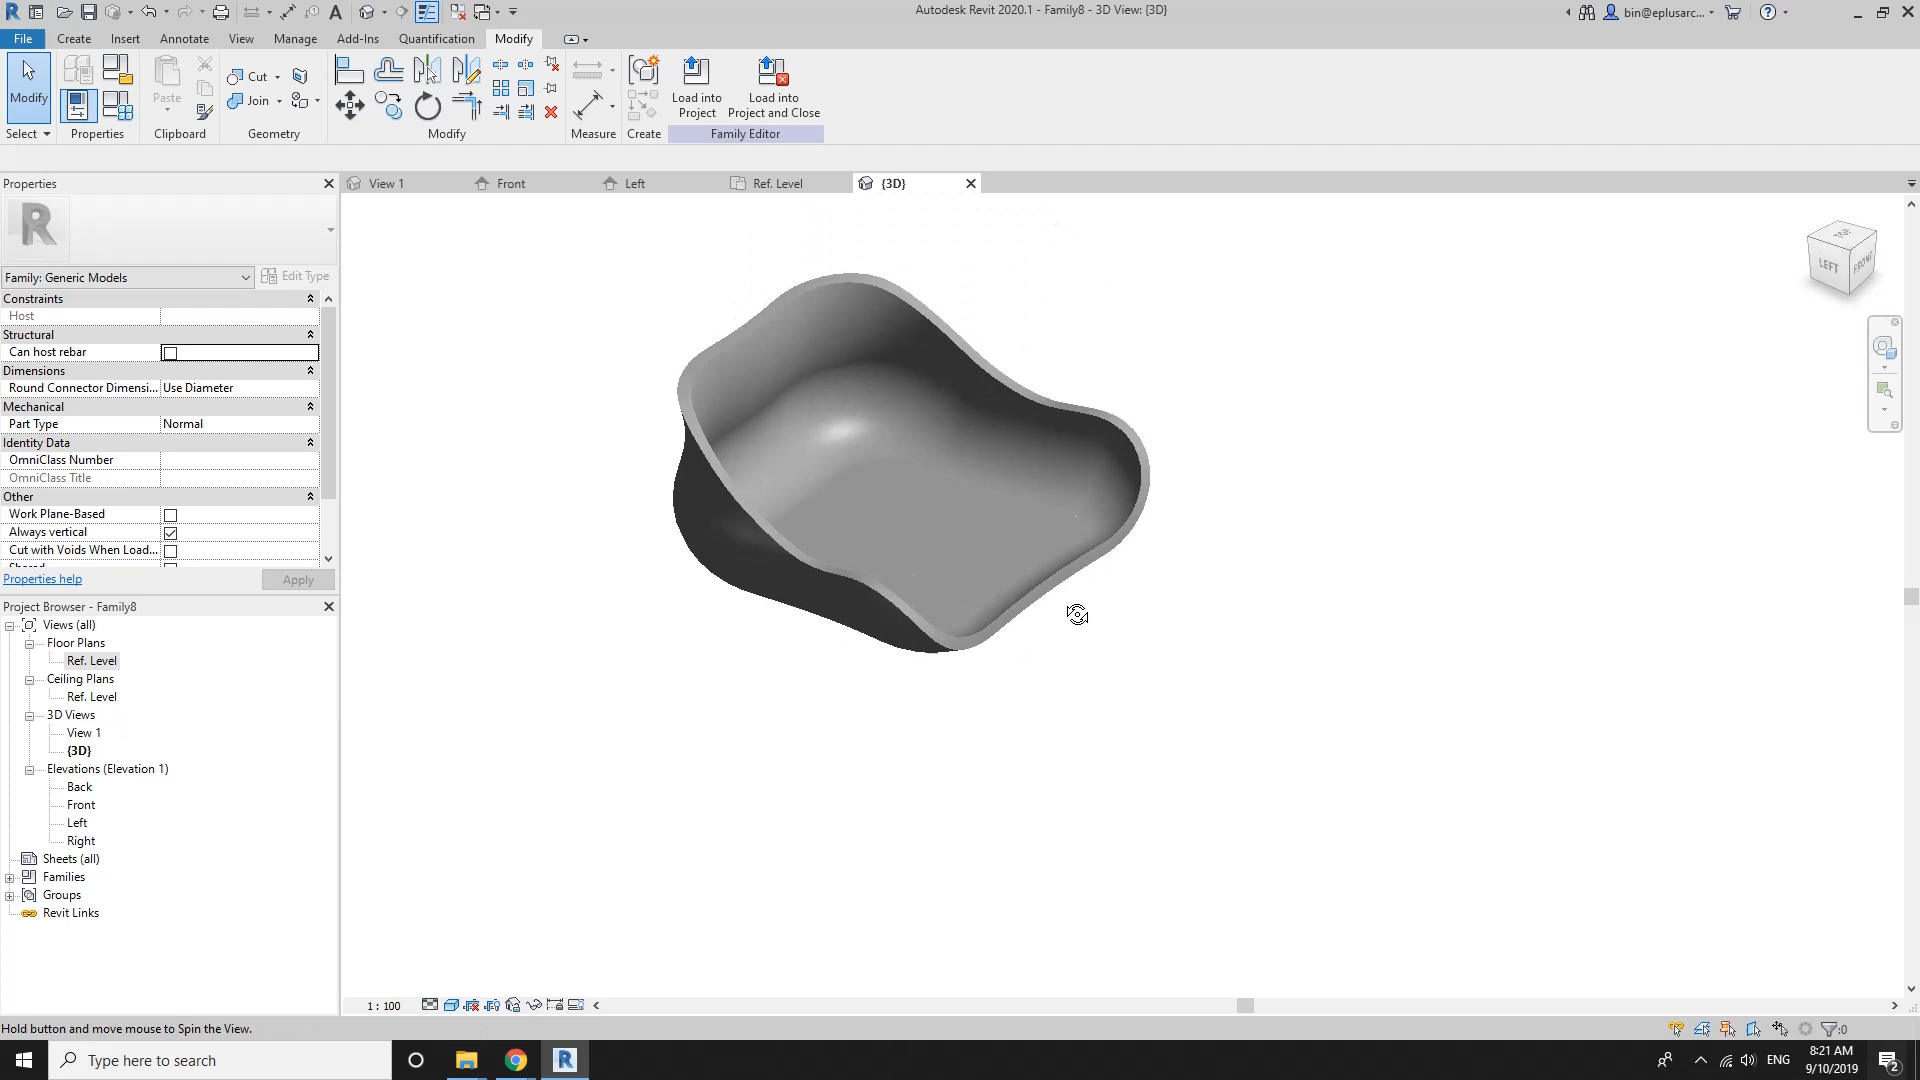 Autodesk Revit 2020.1 - Family8 - 3D View: {3D}
bin@eplusarc...
File Create Insert Annotate View Manage Add-Ins Quantification Modify
Modify
Paste
Cut
Join
Load into Project
Load into Project and Close
Select Properties Clipboard Geometry Modify Measure Create Family Editor
Properties
View 1 Front Left Ref. Level {3D}
R
Family: Generic Models Edit Type
Constraints
Host
Structural
Can host rebar
Dimensions
Round Connector Dimensi... Use Diameter
Mechanical
Part Type Normal
Identity Data
OmniClass Number
OmniClass Title
Other
Work Plane-Based
Always vertical
Cut with Voids When Load...
Shared
Properties help Apply
TOP
LEFT FRONT
Project Browser - Family8
Views (all)
Floor Plans
Ref. Level
Ceiling Plans
Ref. Level
3D Views
View 1
{3D}
Elevations (Elevation 1)
Back
Front
Left
Right
Sheets (all)
Families
Groups
Revit Links
1 : 100
Hold button and move mouse to Spin the View.
:0
Type here to search
ENG
8:21 AM
9/10/2019
2